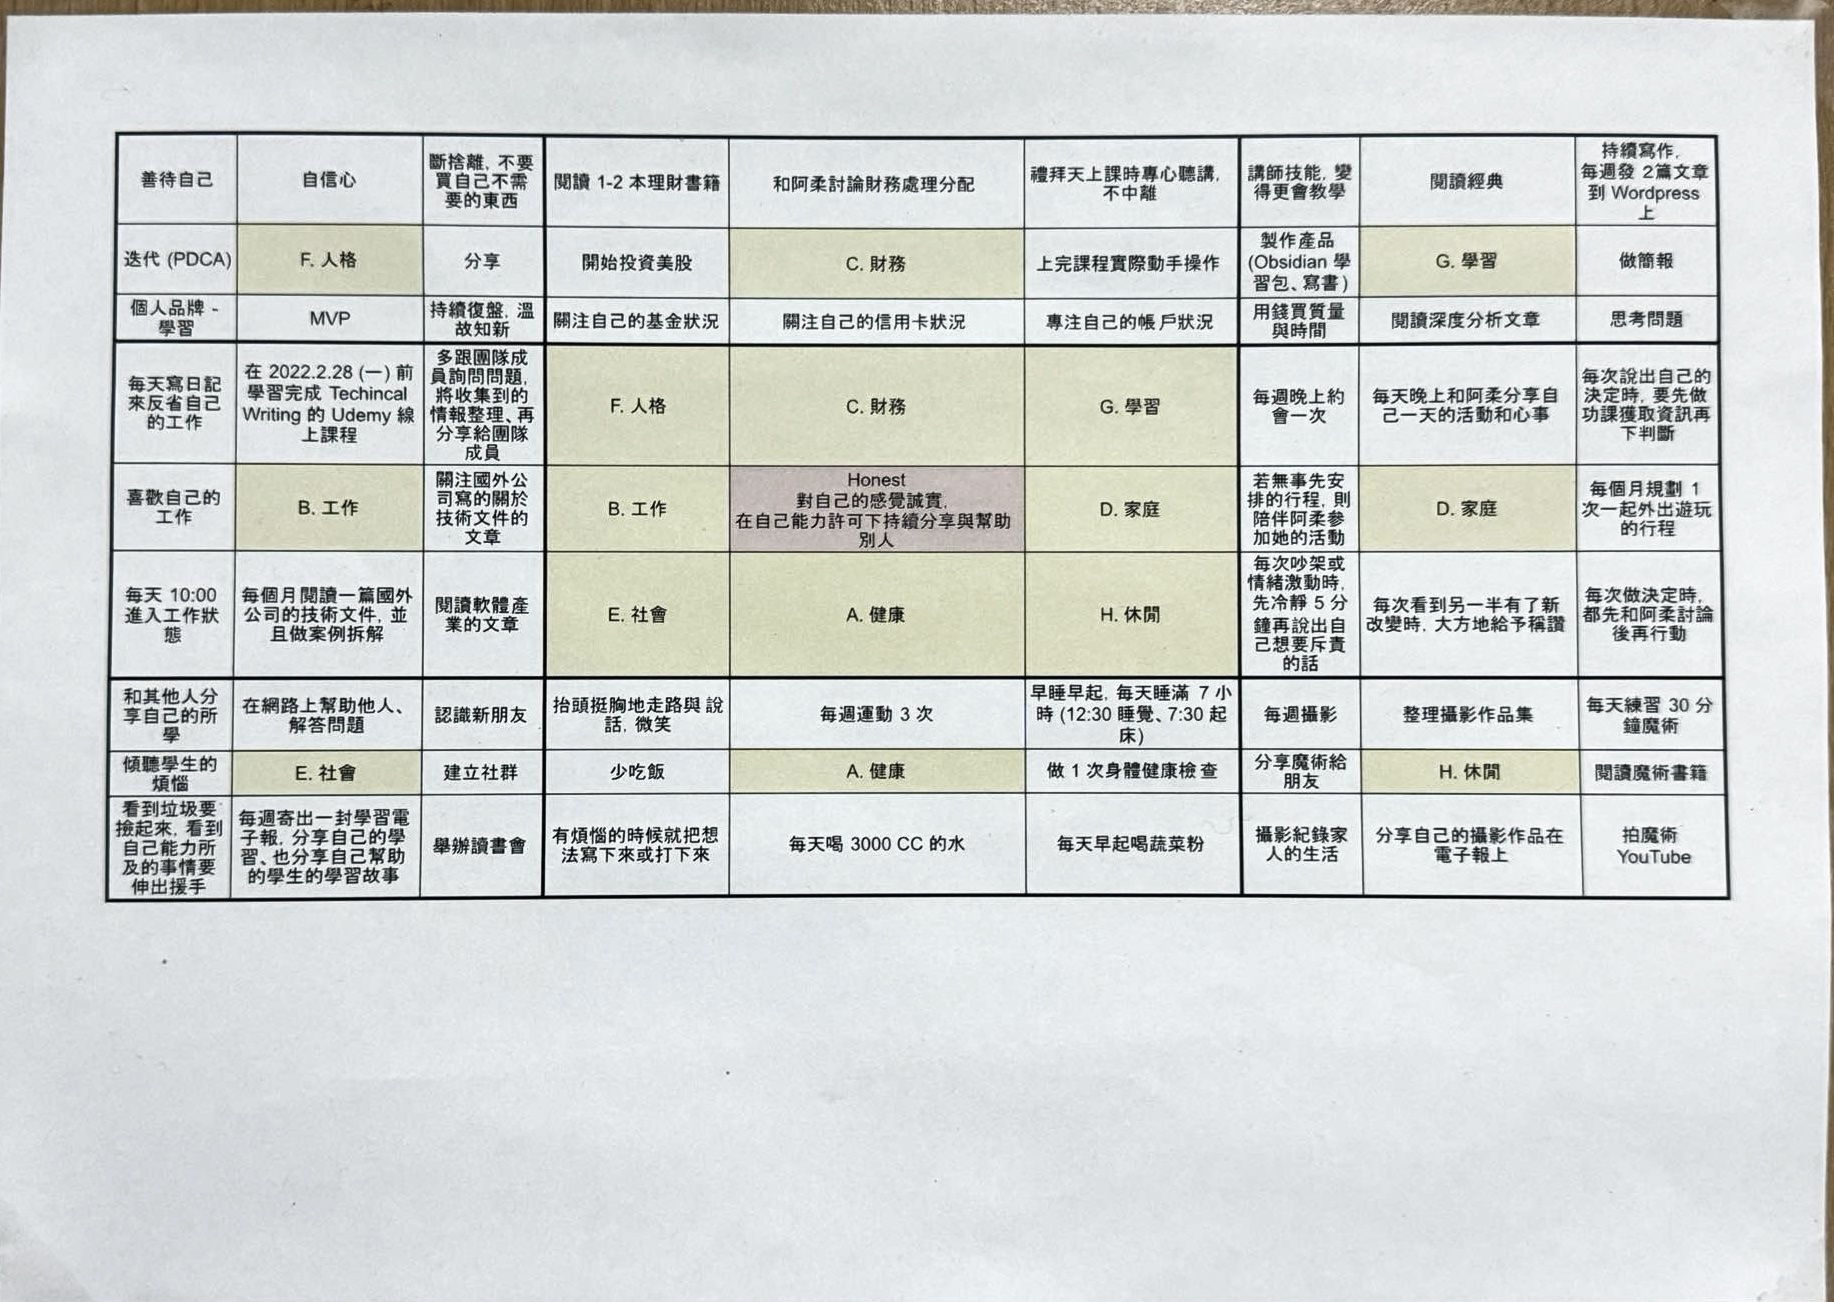 善待自己
自信心
斷捨離, 不要
買自己不需
要的東西
閱讀 1-2 本理財書籍
和阿柔討論財務處理分配
禮拜天上課時專心聽講,
不中離
講師技能, 變
得更會教學
閱讀經典
持續寫作,
每週發 2篇文章
到 Wordpress
上
迭代 (PDCA)
F. 人格
分享
開始投資美股
C. 財務
上完課程實際動手操作
製作產品
(Obsidian 學
習包、寫書)
G. 學習
做簡報
個人品牌 -
學習
MVP
持續復盤, 溫
故知新
關注自己的基金狀況
關注自己的信用卡狀況
專注自己的帳戶狀況
用錢買質量
與時間
閱讀深度分析文章
思考問題
每天寫日記
來反省自己
的工作
在 2022.2.28 (一) 前
學習完成 Techincal
Writing 的 Udemy 線
上課程
多跟團隊成
員詢問問題,
將收集到的
情報整理、再
分享給團隊
成員
F. 人格
C. 財務
G. 學習
每週晚上約
會一次
每天晚上和阿柔分享自
己一天的活動和心事
每次說出自己的
決定時, 要先做
功課獲取資訊再
下判斷
喜歡自己的
工作
B. 工作
關注國外公
司寫的關於
技術文件的
文章
B. 工作
Honest
對自己的感覺誠實,
在自己能力許可下持續分享與幫助
別人
D. 家庭
若無事先安
排的行程, 則
陪伴阿柔參
加她的活動
D. 家庭
每個月規劃 1
次一起外出遊玩
的行程
每天 10:00
進入工作狀
態
每個月閱讀一篇國外
公司的技術文件, 並
且做案例拆解
閱讀軟體產
業的文章
E. 社會
A. 健康
H. 休閒
每次吵架或
情緒激動時,
先冷靜 5 分
鐘再說出自
己想要斥責
的話
每次看到另一半有了新
改變時, 大方地給予稱讚
每次做決定時,
都先和阿柔討論
後再行動
和其他人分
享自己的所
學
在網路上幫助他人、
解答問題
認識新朋友
抬頭挺胸地走路與 說
話, 微笑
每週運動 3 次
早睡早起, 每天睡滿 7 小
時 (12:30 睡覺、7:30 起
床)
每週攝影
整理攝影作品集
每天練習 30 分
鐘魔術
傾聽學生的
煩惱
E. 社會
建立社群
少吃飯
A. 健康
做 1 次身體健康檢查
分享魔術給
朋友
H. 休閒
閱讀魔術書籍
看到垃圾要
撿起來, 看到
自己能力所
及的事情要
伸出援手
每週寄出一封學習電
子報, 分享自己的學
習、也分享自己幫助
的學生的學習故事
舉辦讀書會
有煩惱的時候就把想
法寫下來或打下來
每天喝 3000 CC 的水
每天早起喝蔬菜粉
攝影紀錄家
人的生活
分享自己的攝影作品在
電子報上
拍魔術
YouTube